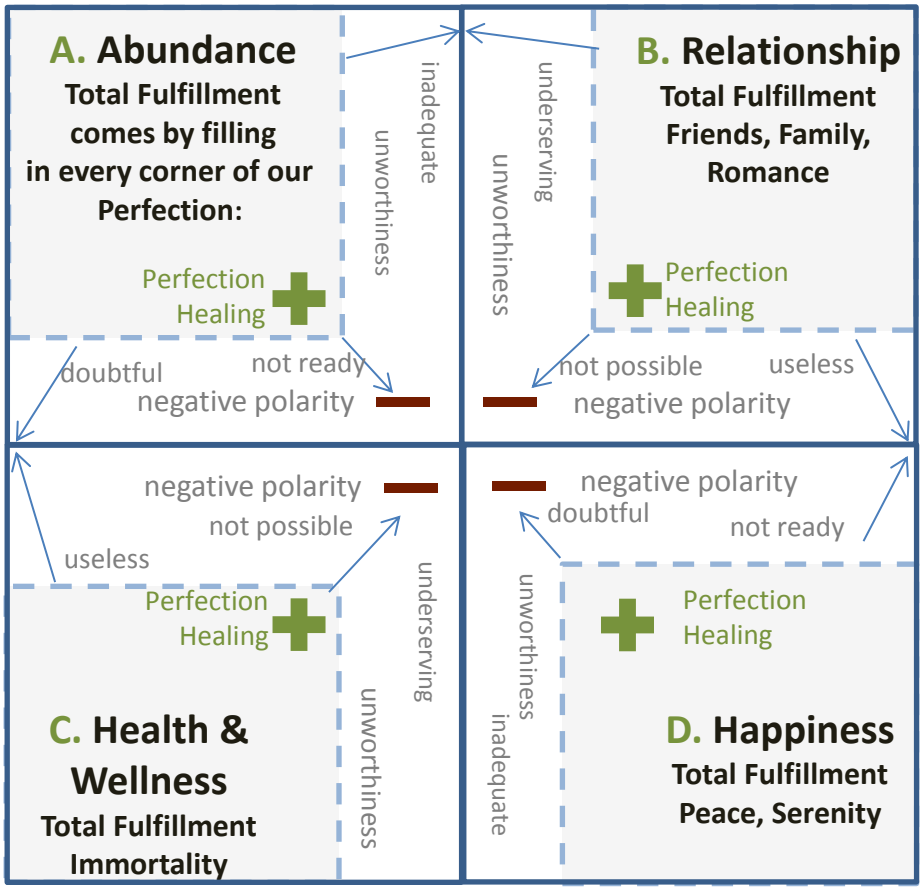 A. Abundance
Total Fulfillment
comes by filling
in every corner of our
Perfection:
Perfection
Healing
inadequate
unworthiness
doubtful
not ready
negative polarity
B. Relationship
Total Fulfillment
Friends, Family,
Romance
Perfection
Healing
underserving
unworthiness
not possible
useless
negative polarity
negative polarity
not possible
useless
Perfection
Healing
underserving
unworthiness
C. Health &
Wellness
Total Fulfillment
Immortality
negative polarity
doubtful
not ready
unworthiness
inadequate
Perfection
Healing
D. Happiness
Total Fulfillment
Peace, Serenity